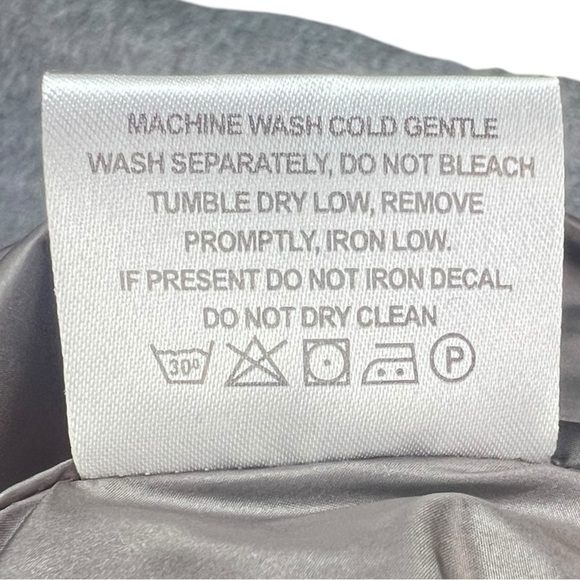 MACHINE WASH COLD GENTLE
WASH SEPARATELY, DO NOT BLEACH
TUMBLE DRY LOW, REMOVE
PROMPTLY, IRON LOW.
IF PRESENT DO NOT IRON DECAL,
DO NOT DRY CLEAN
30º P